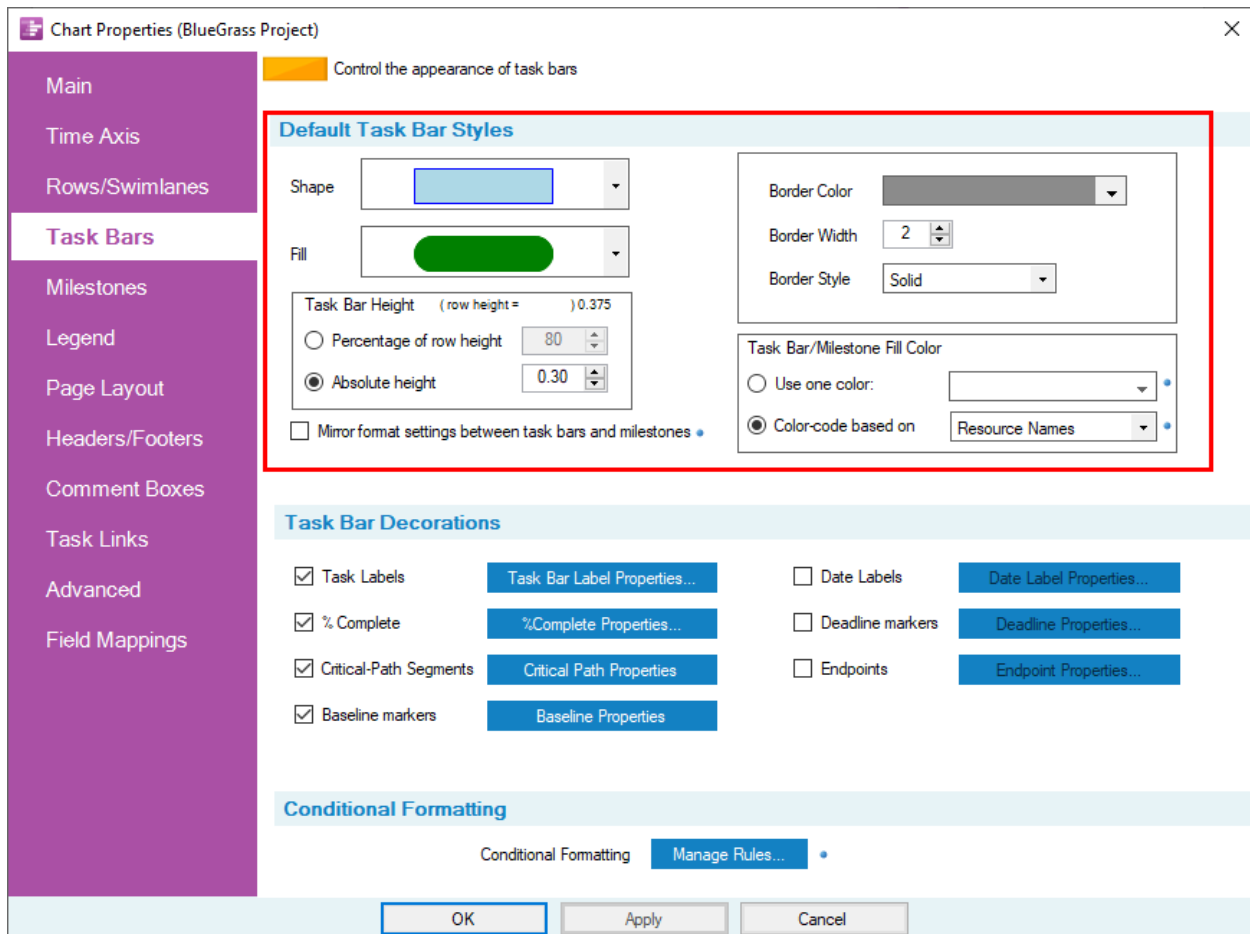 Chart Properties (BlueGrass Project)
Main
Time Axis
Rows/Swimlanes
Task Bars
Milestones
Legend
Page Layout
Headers/Footers
Comment Boxes
Task Links
Advanced
Field Mappings
Control the appearance of task bars
Default Task Bar Styles
Shape
Fill
Task Bar Height ( row height = ) 0.375
Percentage of row height 80
Absolute height 0.30
Mirror format settings between task bars and milestones
Border Color
Border Width 2
Border Style Solid
Task Bar/Milestone Fill Color
Use one color:
Color-code based on Resource Names
Task Bar Decorations
Task Labels Task Bar Label Properties... Date Labels Date Label Properties...
% Complete %Complete Properties... Deadline markers Deadline Properties...
Critical-Path Segments Critical Path Properties Endpoints Endpoint Properties...
Baseline markers Baseline Properties
Conditional Formatting
Conditional Formatting Manage Rules...
OK Apply Cancel